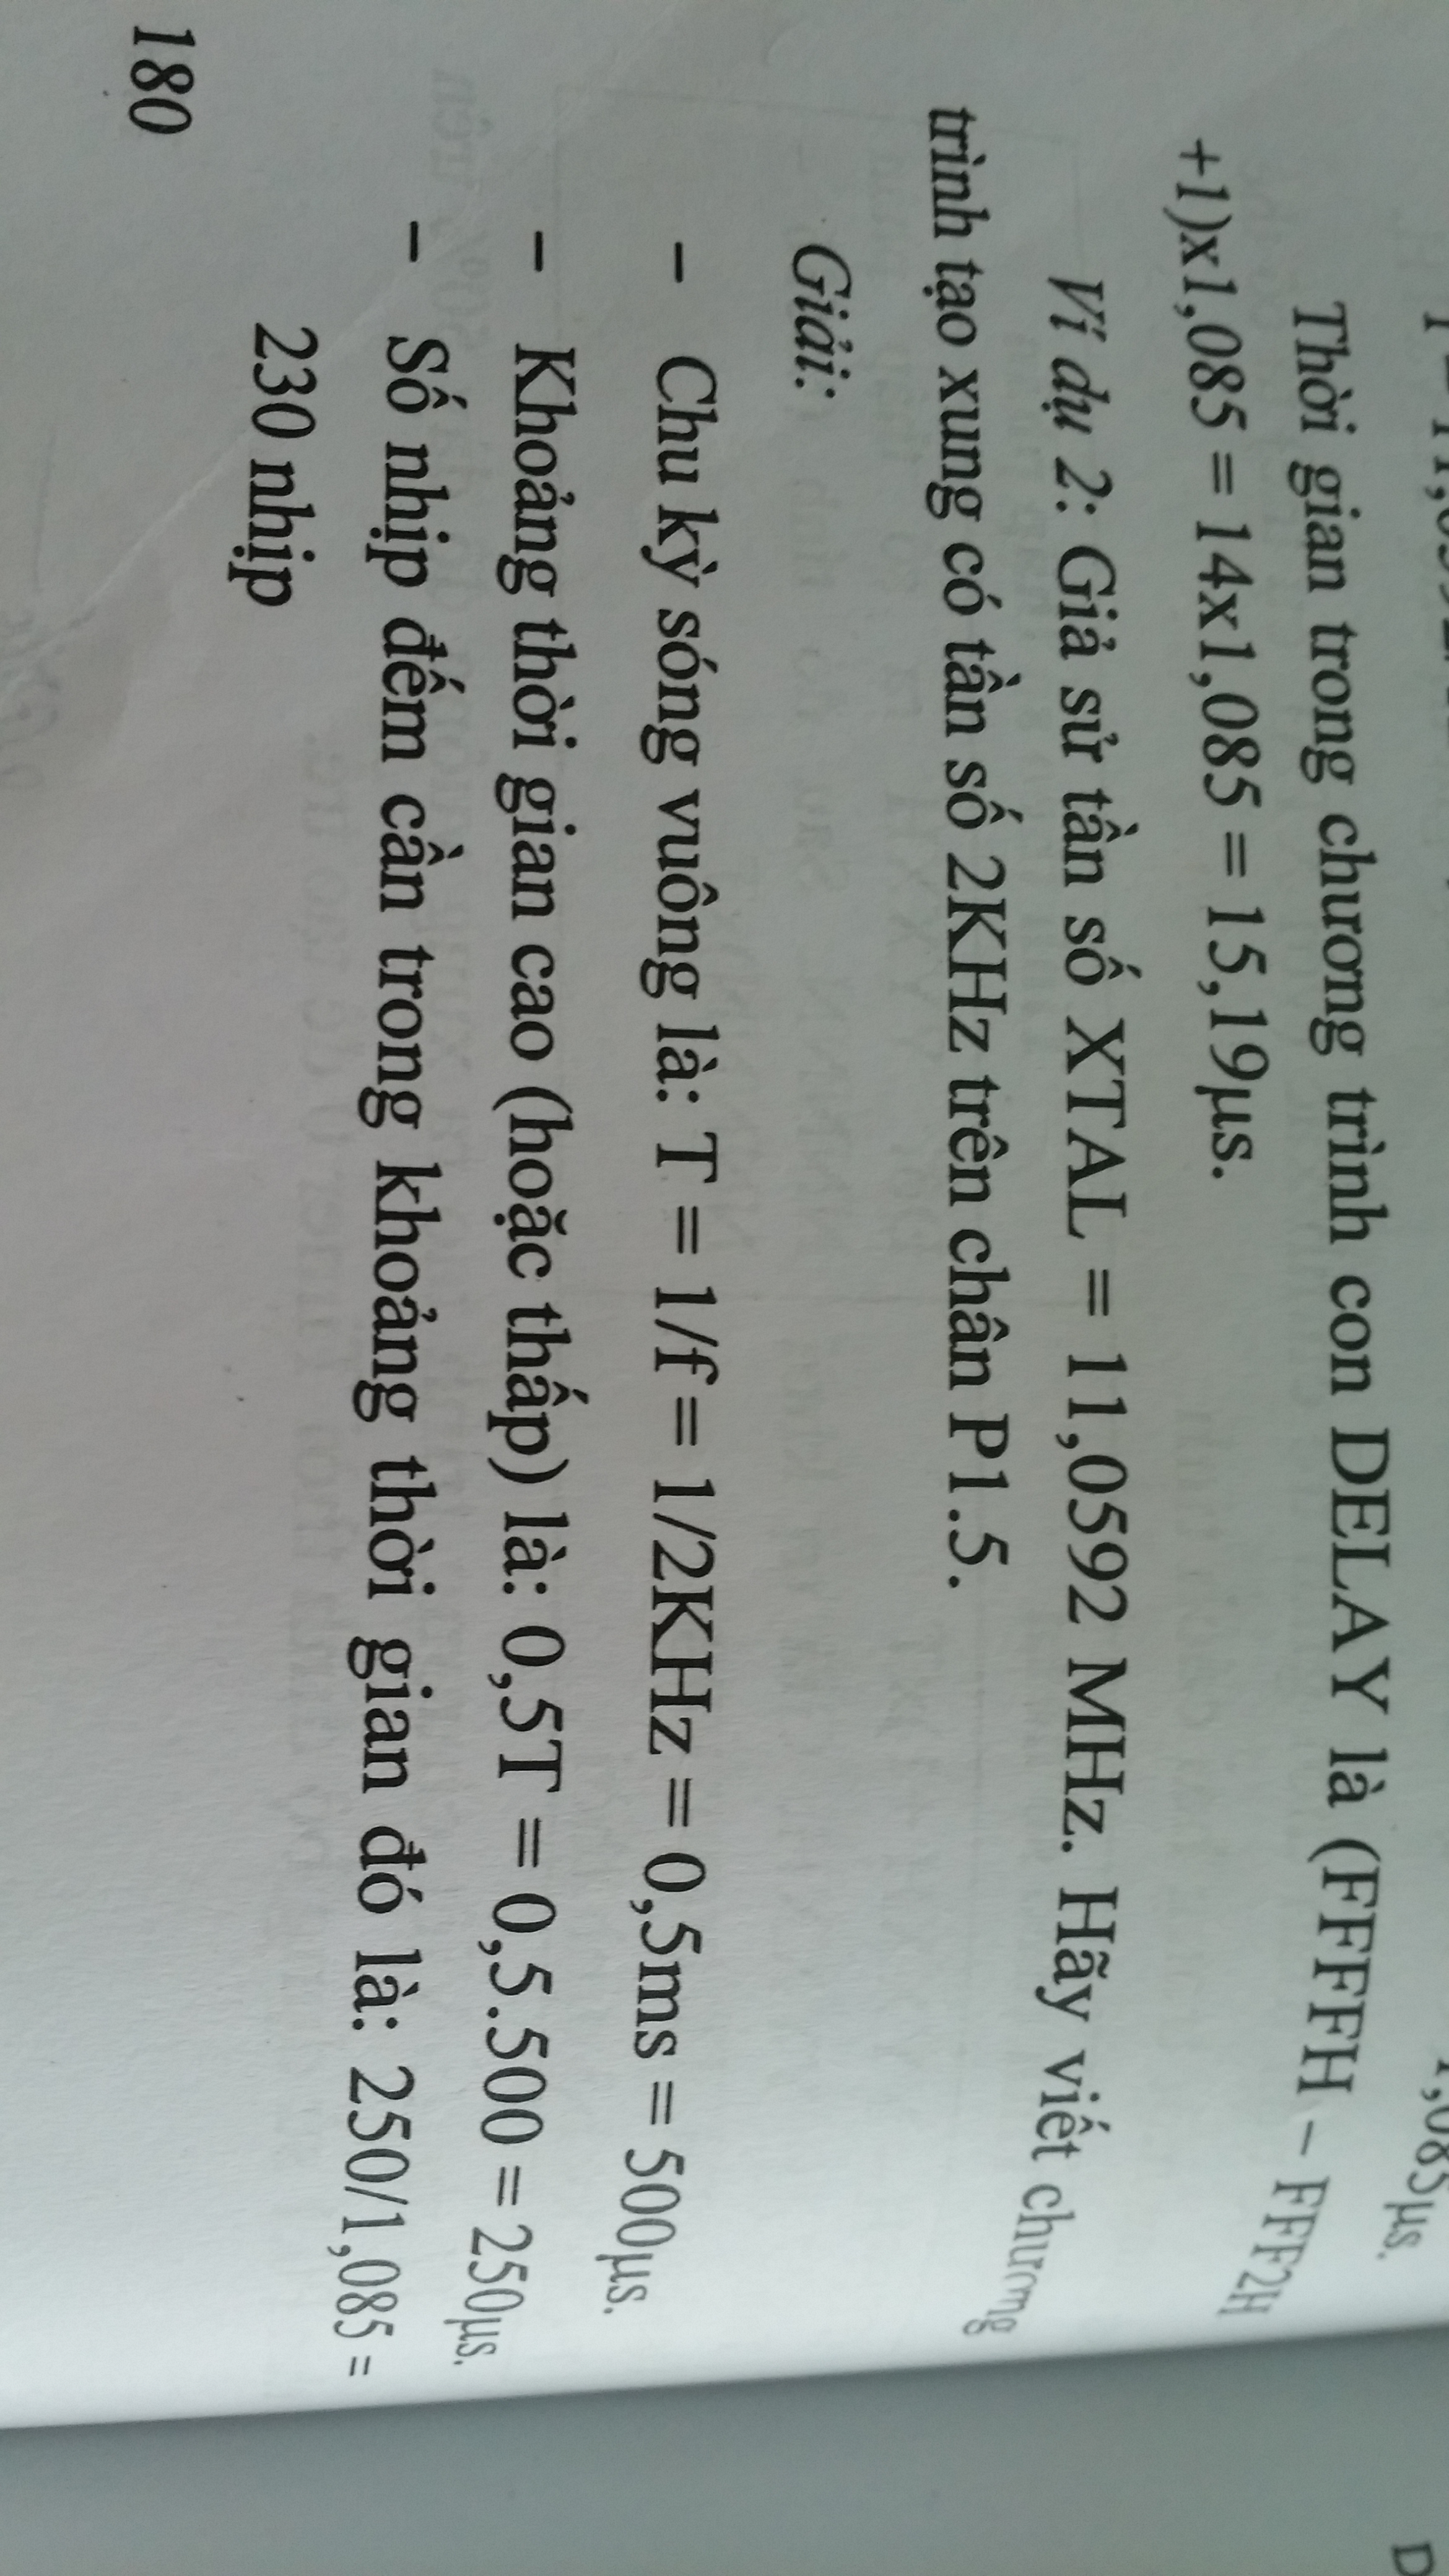 1,085µs.
Thời gian trong chương trình con DELAY là (FFFFH – FFF2H
+1)x1,085 = 14x1,085 = 15,19µs.
Ví dụ 2: Giả sử tần số XTAL = 11,0592 MHz. Hãy viết chương
trình tạo xung có tần số 2KHz trên chân P1.5.
Giải:
– Chu kỳ sóng vuông là: T = 1/f = 1/2KHz = 0,5ms = 500µs.
– Khoảng thời gian cao (hoặc thấp) là: 0,5T = 0,5.500 = 250µs.
– Số nhịp đếm cần trong khoảng thời gian đó là: 250/1,085 =
230 nhịp
180
D